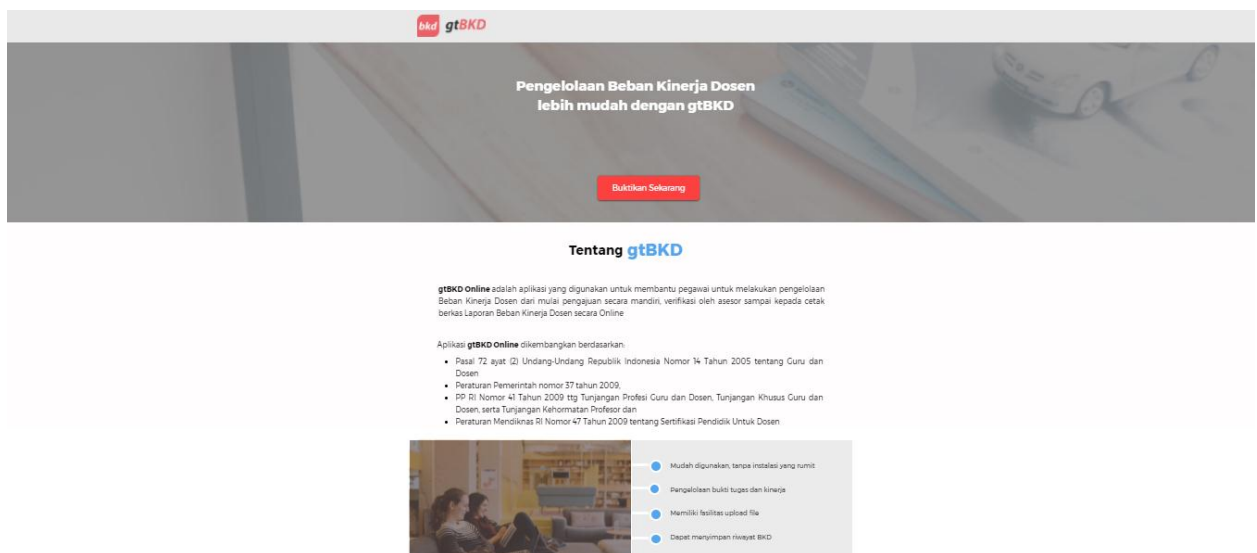 bkd gtBKD
Pengelolaan Beban Kinerja Dosen
lebih mudah dengan gtBKD
Buktikan Sekarang
Tentang gtBKD
gtBKD Online adalah aplikasi yang digunakan untuk membantu pegawai untuk melakukan pengelolaan
Beban Kinerja Dosen dari mulai pengajuan secara mandiri, verifikasi oleh asesor sampai kepada cetak
berkas Laporan Beban Kinerja Dosen secara Online
Aplikasi gtBKD Online dikembangkan berdasarkan:
• Pasal 72 ayat (2) Undang-Undang Republik Indonesia Nomor 14 Tahun 2005 tentang Guru dan
Dosen
• Peraturan Pemerintah nomor 37 tahun 2009,
• PP RI Nomor 41 Tahun 2009 ttg Tunjangan Profesi Guru dan Dosen, Tunjangan Khusus Guru dan
Dosen, serta Tunjangan Kehormatan Profesor dan
• Peraturan Mendiknas RI Nomor 47 Tahun 2009 tentang Sertifikasi Pendidik Untuk Dosen
Mudah digunakan, tanpa instalasi yang rumit
Pengelolaan bukti tugas dan kinerja
Memiliki fasilitas upload file
Dapat menyimpan riwayat BKD